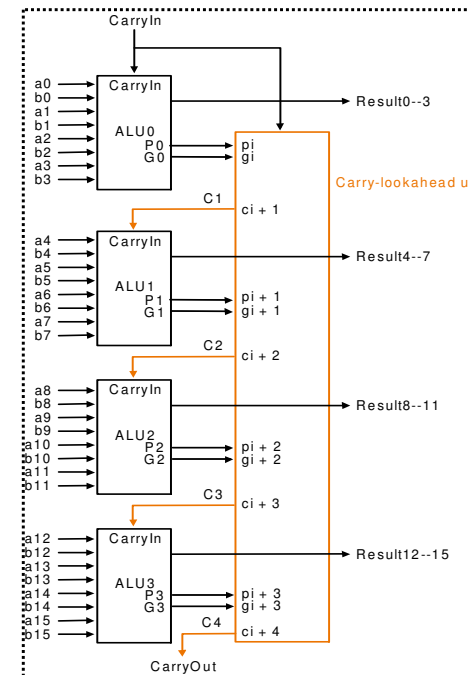 CarryIn
a0
b0
a1
b1
a2
b2
a3
b3
CarryIn
ALU0
P0
G0
Result0--3
pi
gi
Carry-lookahead u
C1
ci + 1
a4
b4
a5
b5
a6
b6
a7
b7
CarryIn
ALU1
P1
G1
Result4--7
pi + 1
gi + 1
C2
ci + 2
a8
b8
a9
b9
a10
b10
a11
b11
CarryIn
ALU2
P2
G2
Result8--11
pi + 2
gi + 2
C3
ci + 3
a12
b12
a13
b13
a14
b14
a15
b15
CarryIn
ALU3
P3
G3
Result12--15
pi + 3
gi + 3
C4
ci + 4
CarryOut